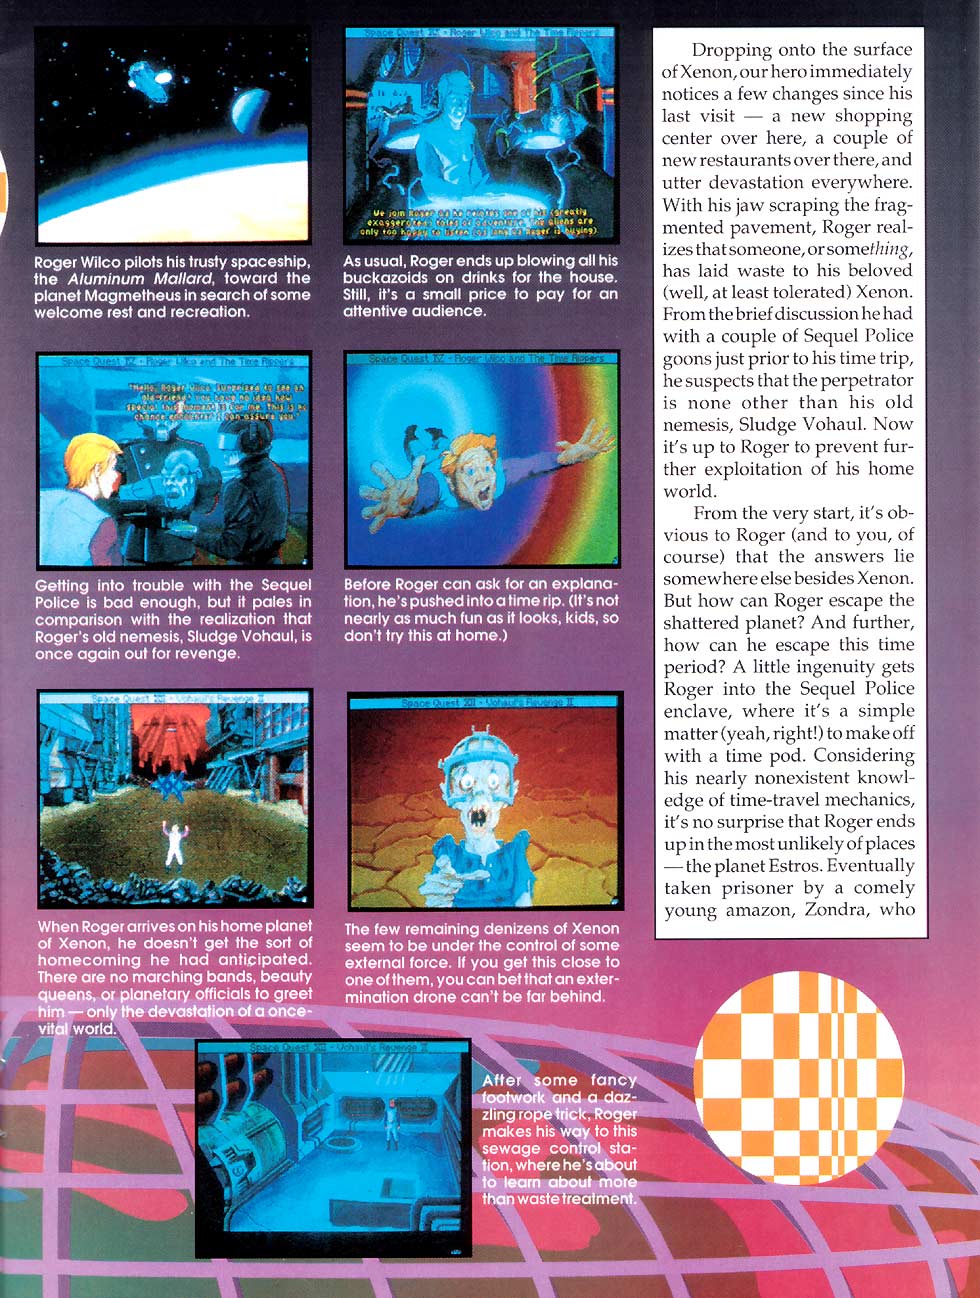 Roger Wilco pilots his trusty spaceship,
the Aluminum Mallard, toward the
planet Magmetheus in search of some
welcome rest and recreation.
Space Quest IV - Roger Wilco and The Time Rippers
We join Roger as he relates one of his (greatly
exaggerated) tales of adventure. The aliens are
only too happy to listen (as long as Roger is buying).
As usual, Roger ends up blowing all his
buckazoids on drinks for the house.
Still, it's a small price to pay for an
attentive audience.
Space Quest IV - Roger Wilco and The Time Rippers
"Hello, Roger Wilco. Surprised to see an
old friend? You have no idea how
special this moment is for me. This is no
chance encounter, I can assure you."
Getting into trouble with the Sequel
Police is bad enough, but it pales in
comparison with the realization that
Roger's old nemesis, Sludge Vohaul, is
once again out for revenge.
Space Quest IV - Roger Wilco and The Time Rippers
Before Roger can ask for an explana-
tion, he's pushed into a time rip. (It's not
nearly as much fun as it looks, kids, so
don't try this at home.)
Space Quest XII - Vohaul's Revenge II
When Roger arrives on his home planet
of Xenon, he doesn't get the sort of
homecoming he had anticipated.
There are no marching bands, beauty
queens, or planetary officials to greet
him — only the devastation of a once-
vital world.
Space Quest XII - Vohaul's Revenge II
The few remaining denizens of Xenon
seem to be under the control of some
external force. If you get this close to
one of them, you can bet that an exter-
mination drone can't be far behind.
Space Quest XII - Vohaul's Revenge II
After some fancy
footwork and a daz-
zling rope trick, Roger
makes his way to this
sewage control sta-
tion, where he's about
to learn about more
than waste treatment.
Dropping onto the surface
of Xenon, our hero immediately
notices a few changes since his
last visit — a new shopping
center over here, a couple of
new restaurants over there, and
utter devastation everywhere.
With his jaw scraping the frag-
mented pavement, Roger real-
izes that someone, or something,
has laid waste to his beloved
(well, at least tolerated) Xenon.
From the brief discussion he had
with a couple of Sequel Police
goons just prior to his time trip,
he suspects that the perpetrator
is none other than his old
nemesis, Sludge Vohaul. Now
it's up to Roger to prevent fur-
ther exploitation of his home
world.
From the very start, it's ob-
vious to Roger (and to you, of
course) that the answers lie
somewhere else besides Xenon.
But how can Roger escape the
shattered planet? And further,
how can he escape this time
period? A little ingenuity gets
Roger into the Sequel Police
enclave, where it's a simple
matter (yeah, right!) to make off
with a time pod. Considering
his nearly nonexistent knowl-
edge of time-travel mechanics,
it's no surprise that Roger ends
up in the most unlikely of places
— the planet Estros. Eventually
taken prisoner by a comely
young amazon, Zondra, who